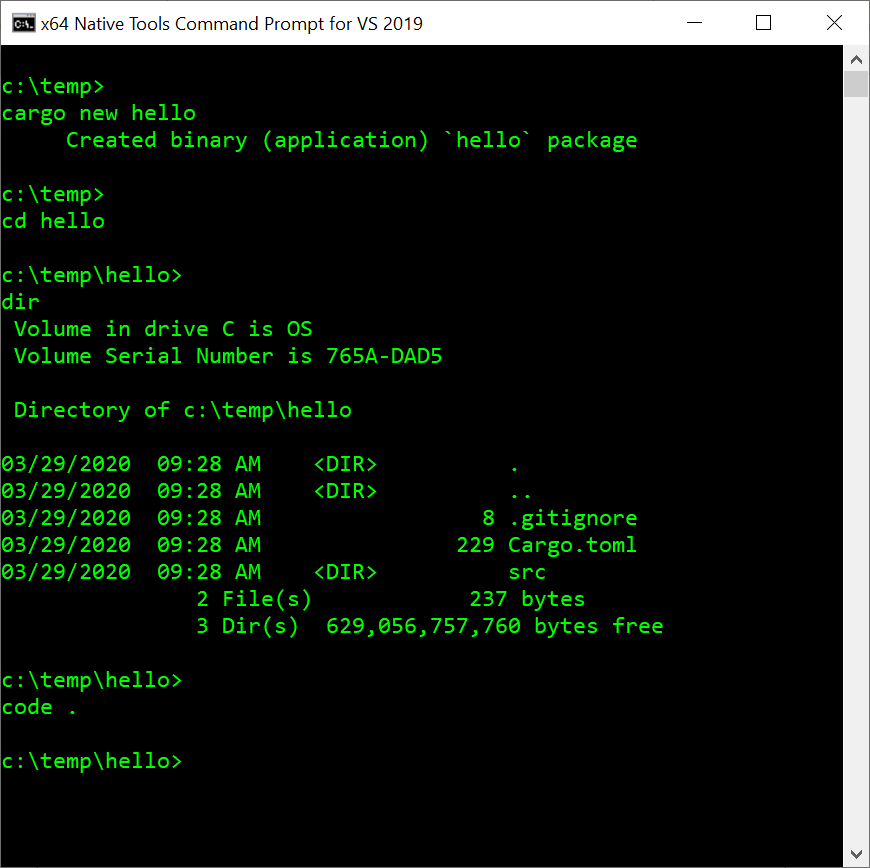 x64 Native Tools Command Prompt for VS 2019
c:\temp>
cargo new hello
     Created binary (application) `hello` package
c:\temp>
cd hello
c:\temp\hello>
dir
 Volume in drive C is OS
 Volume Serial Number is 765A-DAD5
 Directory of c:\temp\hello
03/29/2020  09:28 AM    <DIR>          .
03/29/2020  09:28 AM    <DIR>          ..
03/29/2020  09:28 AM                 8 .gitignore
03/29/2020  09:28 AM               229 Cargo.toml
03/29/2020  09:28 AM    <DIR>          src
               2 File(s)            237 bytes
               3 Dir(s)  629,056,757,760 bytes free
c:\temp\hello>
code .
c:\temp\hello>